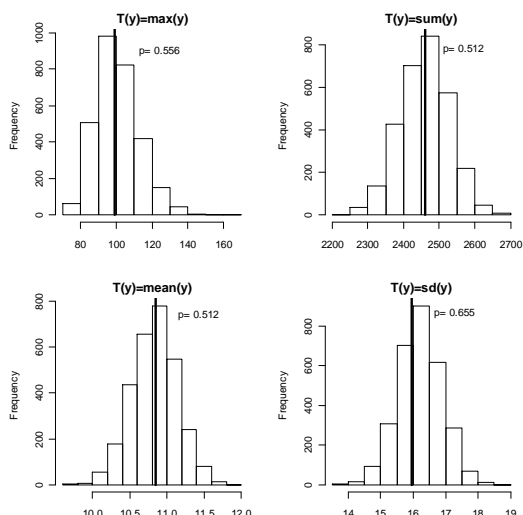 T(y)=max(y)
p= 0.556
Frequency
0 200 400 600 800 1000
80 100 120 140 160
T(y)=sum(y)
p= 0.512
Frequency
0 200 400 600 800
2200 2300 2400 2500 2600 2700
T(y)=mean(y)
p= 0.512
Frequency
0 200 400 600 800
10.0 10.5 11.0 11.5 12.0
T(y)=sd(y)
p= 0.655
Frequency
0 200 400 600 800
14 15 16 17 18 19